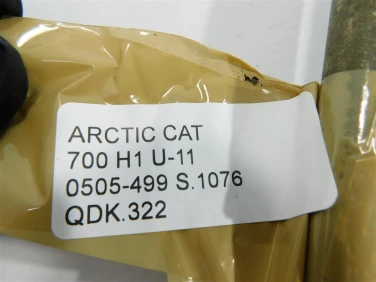 ARCTIC CAT
700 H1 U-11
0505-499 S.1076
QDK.322